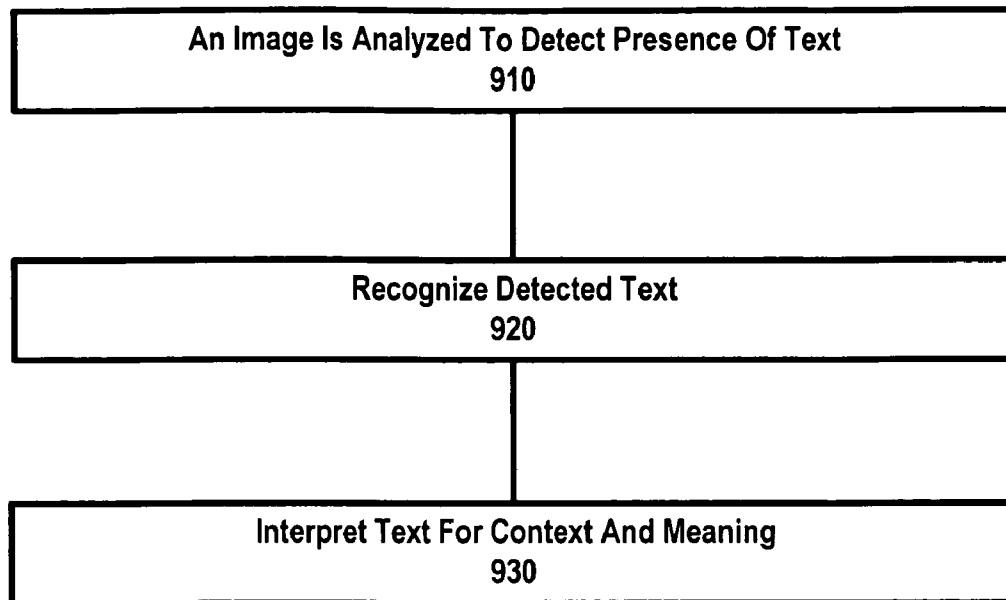 An Image Is Analyzed To Detect Presence Of Text
910
Recognize Detected Text
920
Interpret Text For Context And Meaning
930